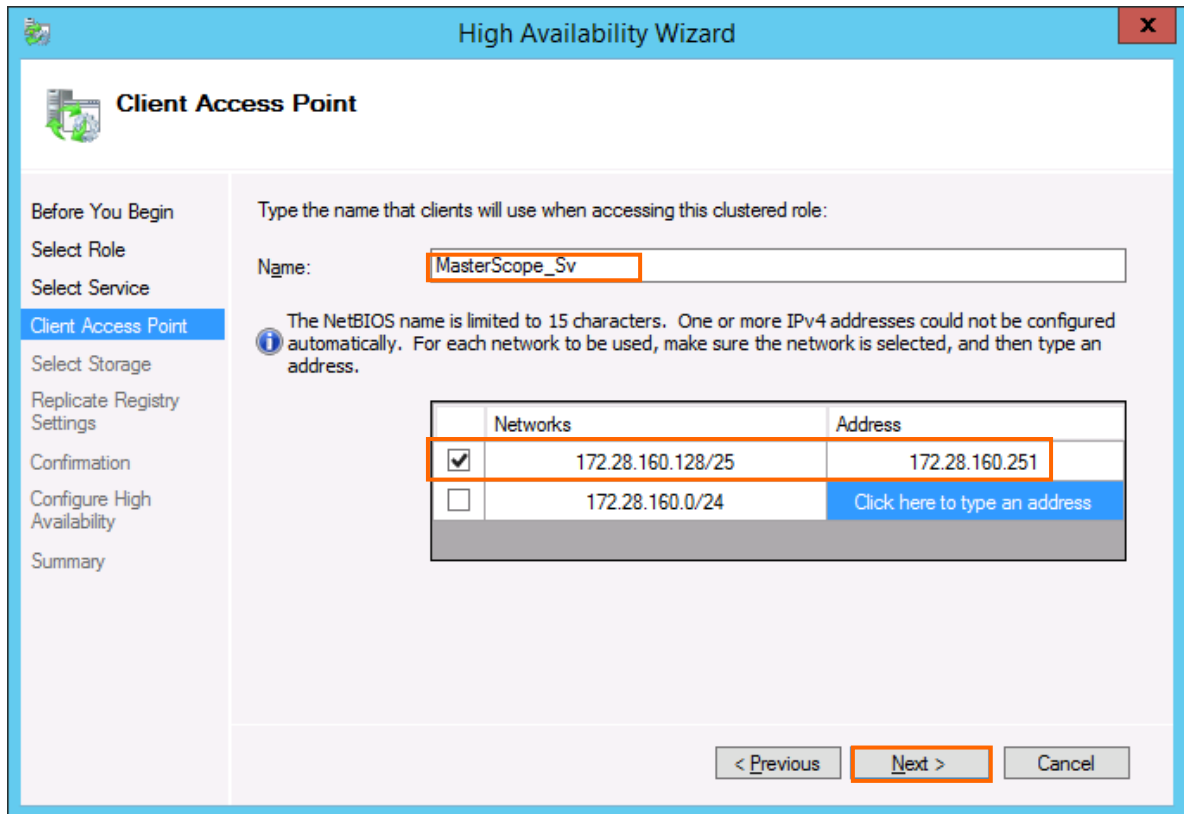 High Availability Wizard
x
Client Access Point
Before You Begin
Select Role
Select Service
Client Access Point
Select Storage
Replicate Registry
Settings
Confirmation
Configure High
Availability
Summary
Type the name that clients will use when accessing this clustered role:
Name: MasterScope_Sv
The NetBIOS name is limited to 15 characters. One or more IPv4 addresses could not be configured
automatically. For each network to be used, make sure the network is selected, and then type an
address.
Networks Address
172.28.160.128/25 172.28.160.251
172.28.160.0/24 Click here to type an address
< Previous Next > Cancel